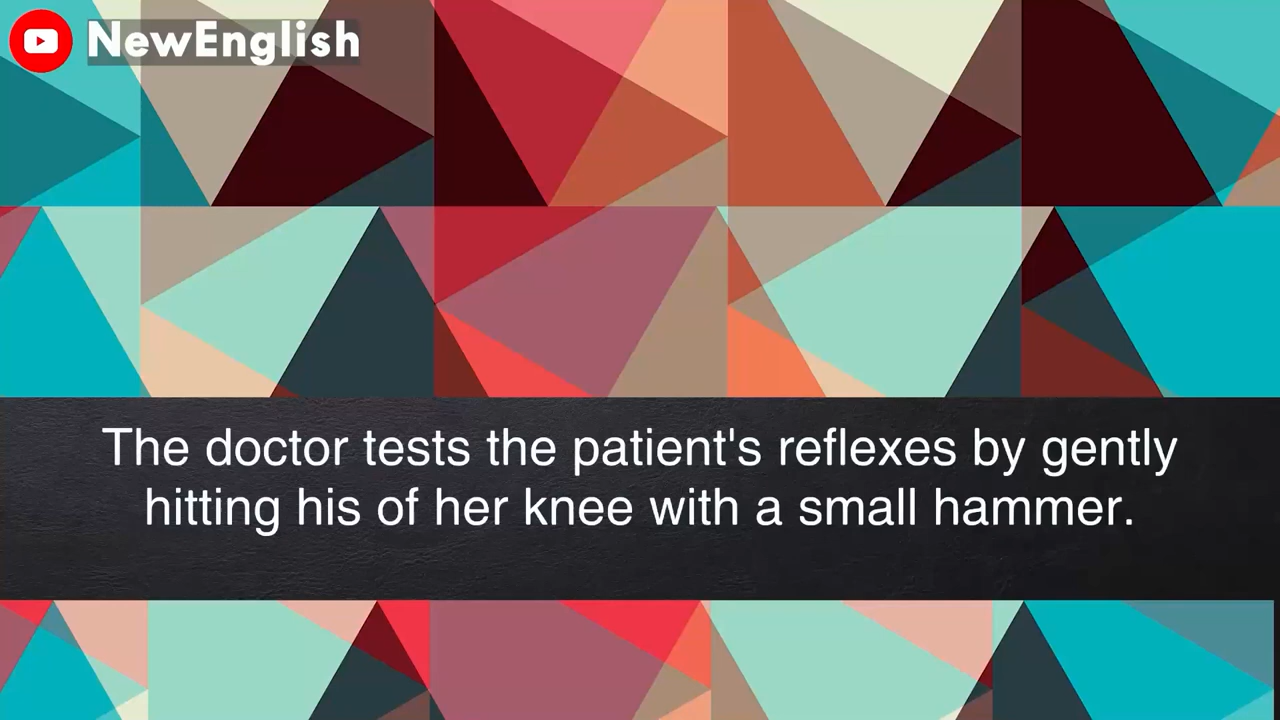 NewEnglish
The doctor tests the patient's reflexes by gently
hitting his of her knee with a small hammer.